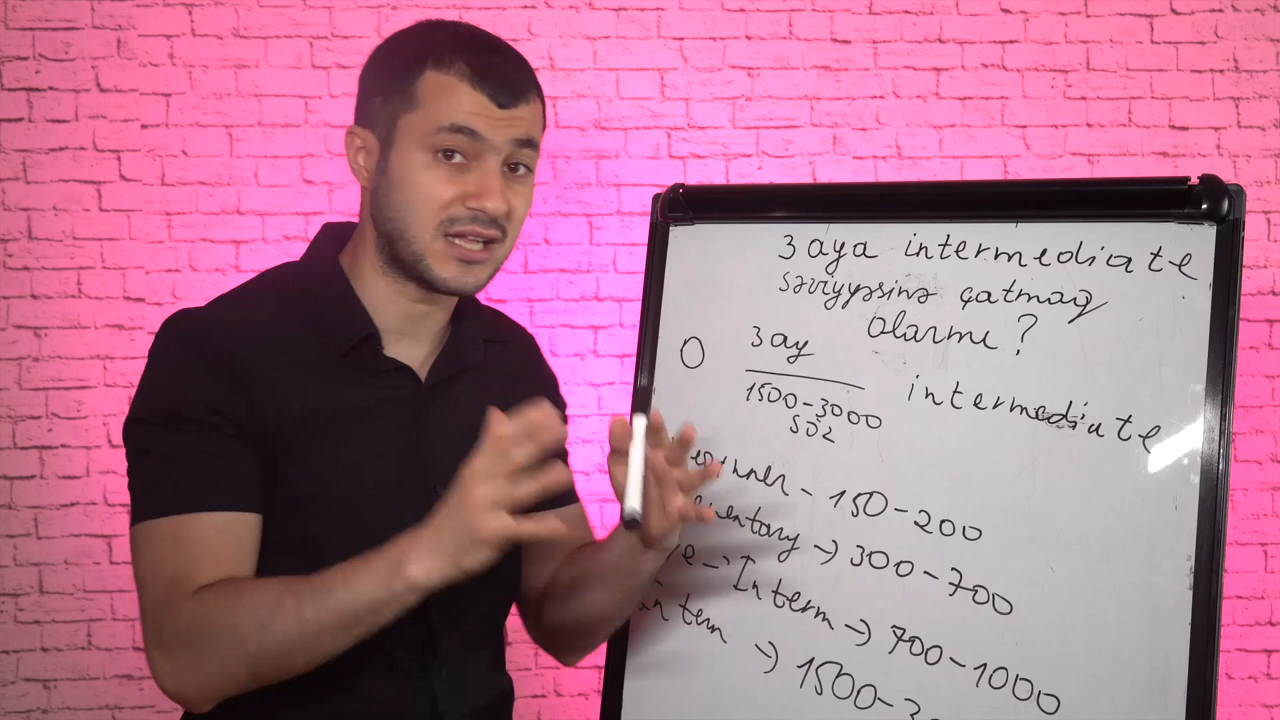 3 aya intermediate
səviyyəsinə çatmaq
olarmı?
0 3 ay intermediate
1500-3000
söz
- 150-200
→ 300-700
Interm → 700-1000
→ 1500-